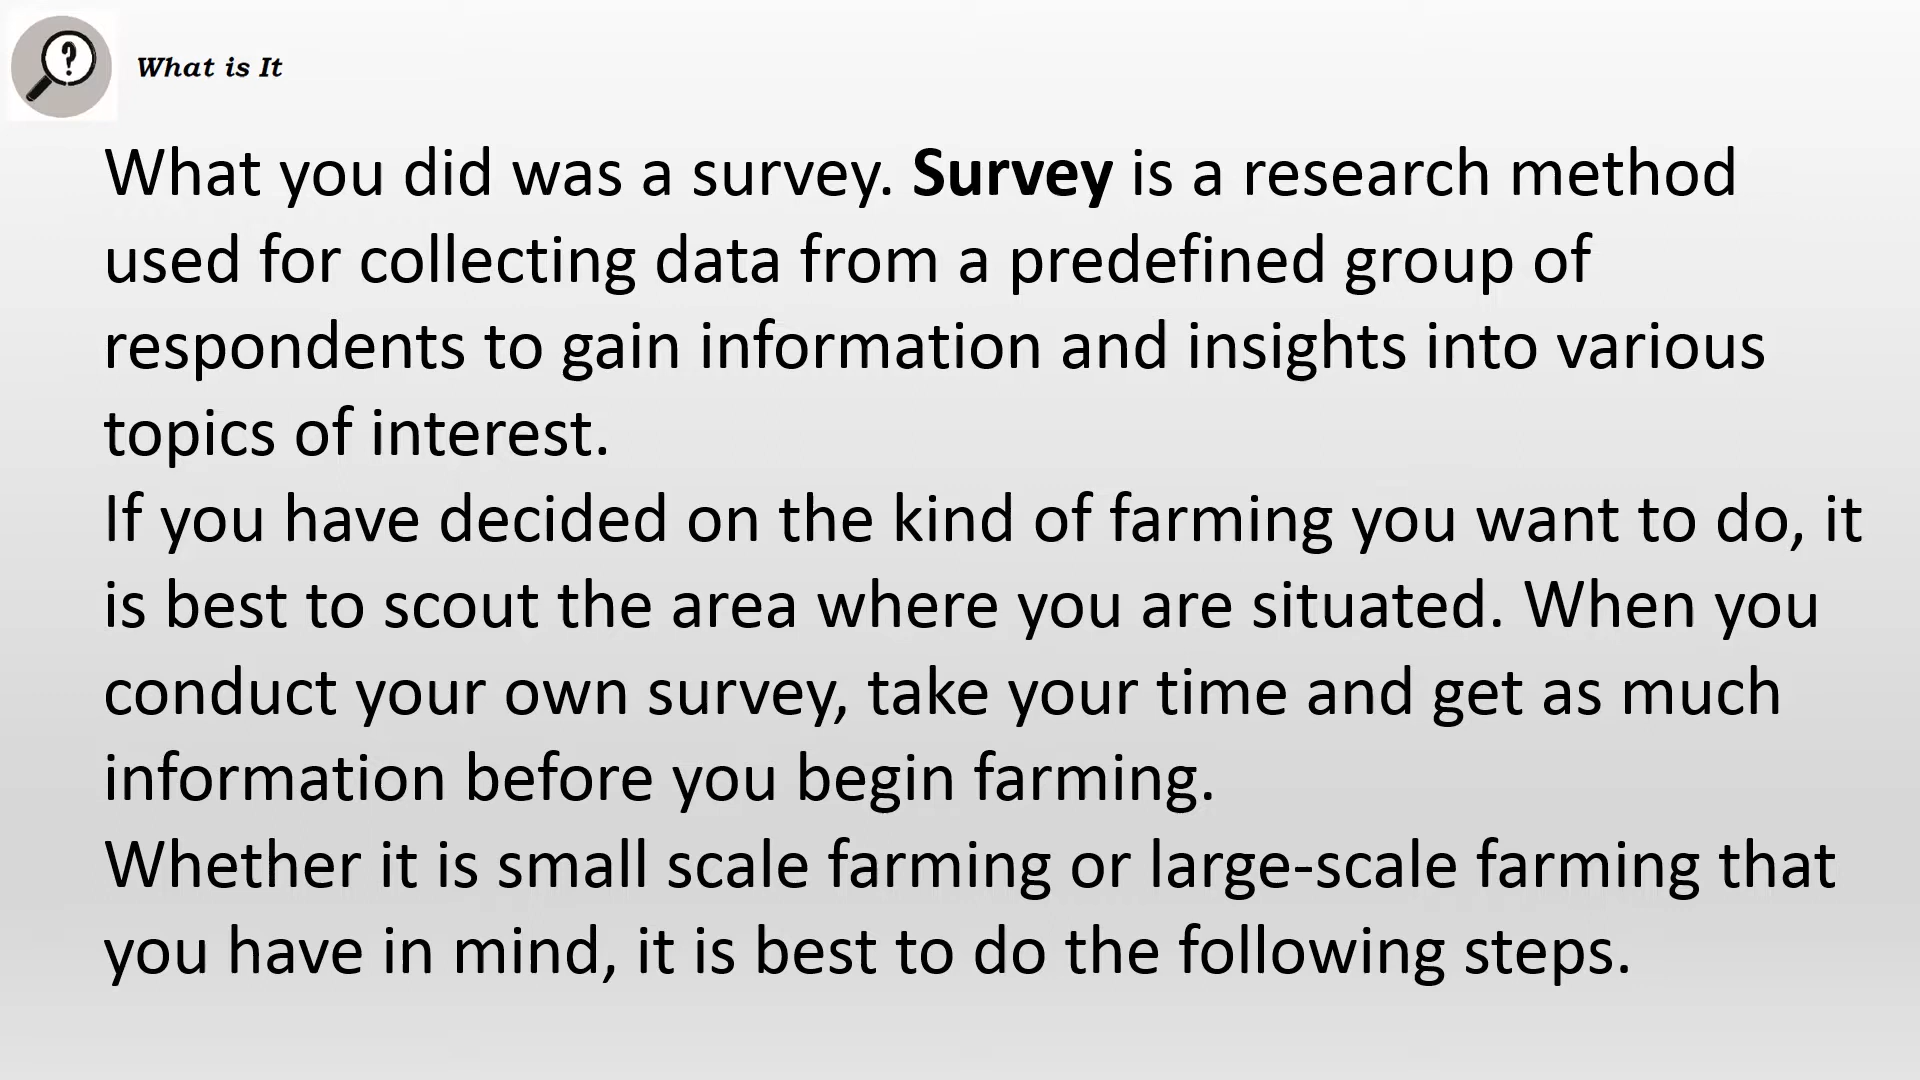 ?
What is It
What you did was a survey. Survey is a research method
used for collecting data from a predefined group of
respondents to gain information and insights into various
topics of interest.
If you have decided on the kind of farming you want to do, it
is best to scout the area where you are situated. When you
conduct your own survey, take your time and get as much
information before you begin farming.
Whether it is small scale farming or large-scale farming that
you have in mind, it is best to do the following steps.